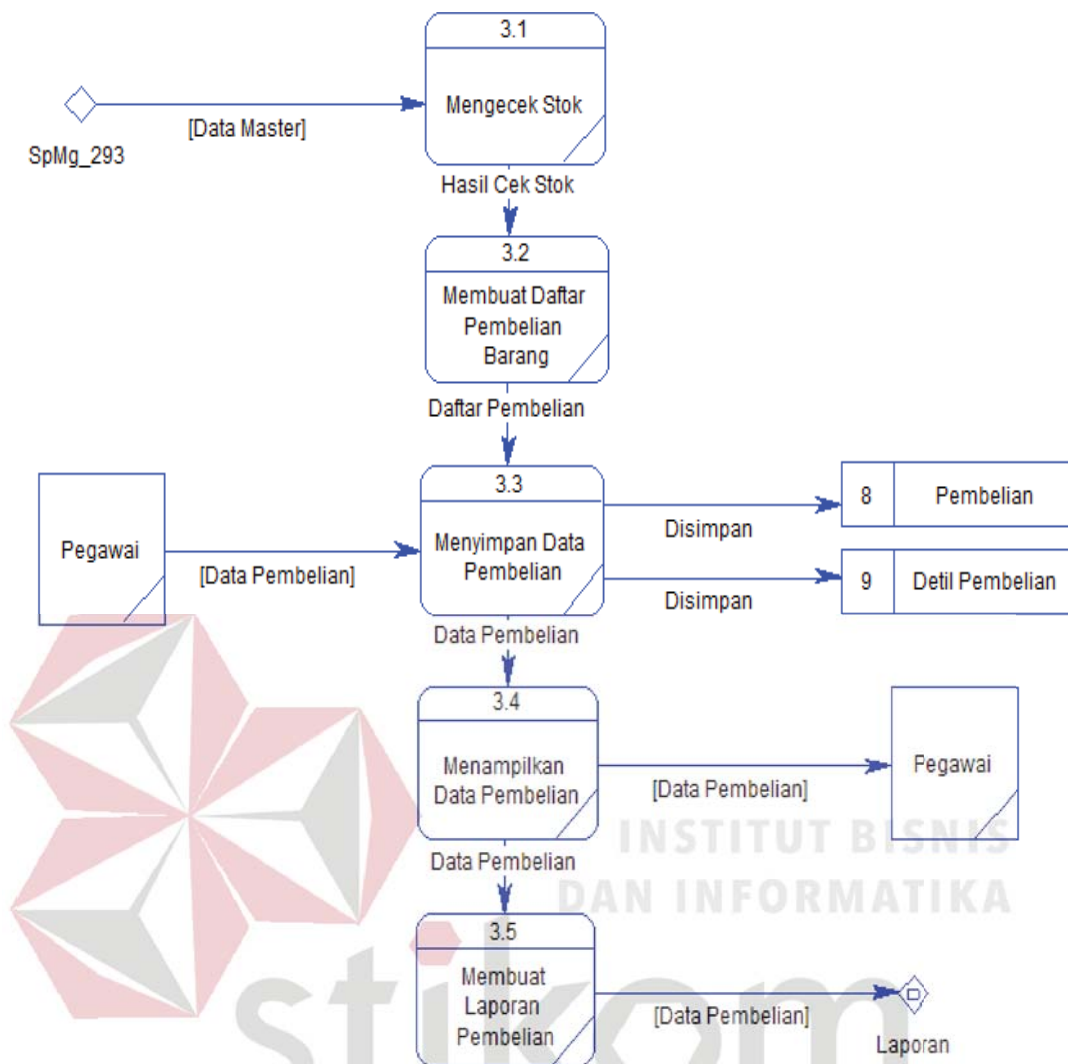 3.1
Mengecek Stok
[Data Master]
SpMg_293
Hasil Cek Stok
3.2
Membuat Daftar
Pembelian
Barang
Daftar Pembelian
3.3
Menyimpan Data
Pembelian
Pegawai
[Data Pembelian]
Disimpan
8
Pembelian
Disimpan
9
Detil Pembelian
Data Pembelian
3.4
Menampilkan
Data Pembelian
[Data Pembelian]
Pegawai
INSTITUT BISNIS
DAN INFORMATIKA
Data Pembelian
3.5
Membuat
Laporan
Pembelian
[Data Pembelian]
Laporan
stikom